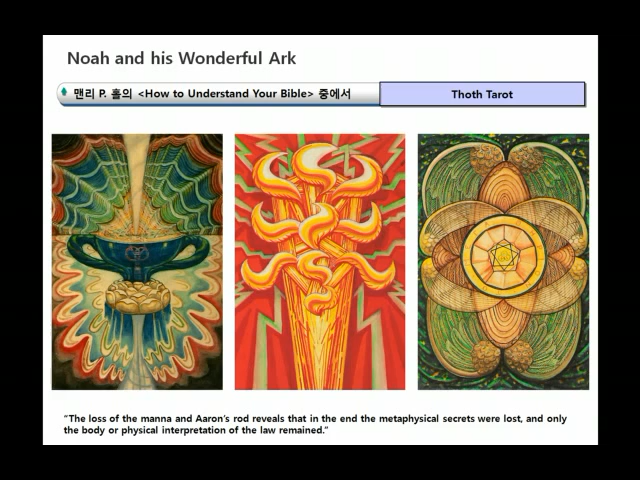 Noah and his Wonderful Ark
맨리 P. 홀의 <How to Understand Your Bible> 중에서
Thoth Tarot
“The loss of the manna and Aaron’s rod reveals that in the end the metaphysical secrets were lost, and only
the body or physical interpretation of the law remained.”